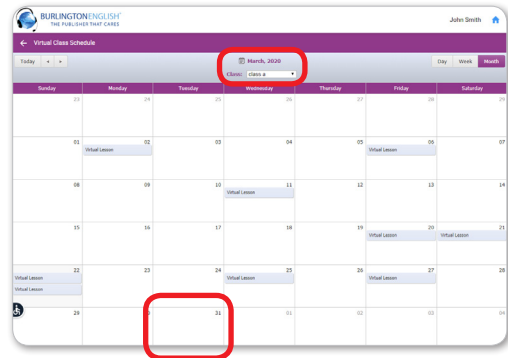 BURLINGTONENGLISH®
THE PUBLISHER THAT CARES
John Smith
← Virtual Class Schedule
Today
March, 2020
Class: class a
Day Week Month
Sunday Monday Tuesday Wednesday Thursday Friday Saturday
23 24 25 26 27 28 29
01 02 03 04 05 06 07
Virtual Lesson Virtual Lesson
08 09 10 11 12 13 14
Virtual Lesson
15 16 17 18 19 20 21
Virtual Lesson Virtual Lesson
22 23 24 25 26 27 28
Virtual Lesson Virtual Lesson Virtual Lesson
Virtual Lesson
29 31 01 02 03 04